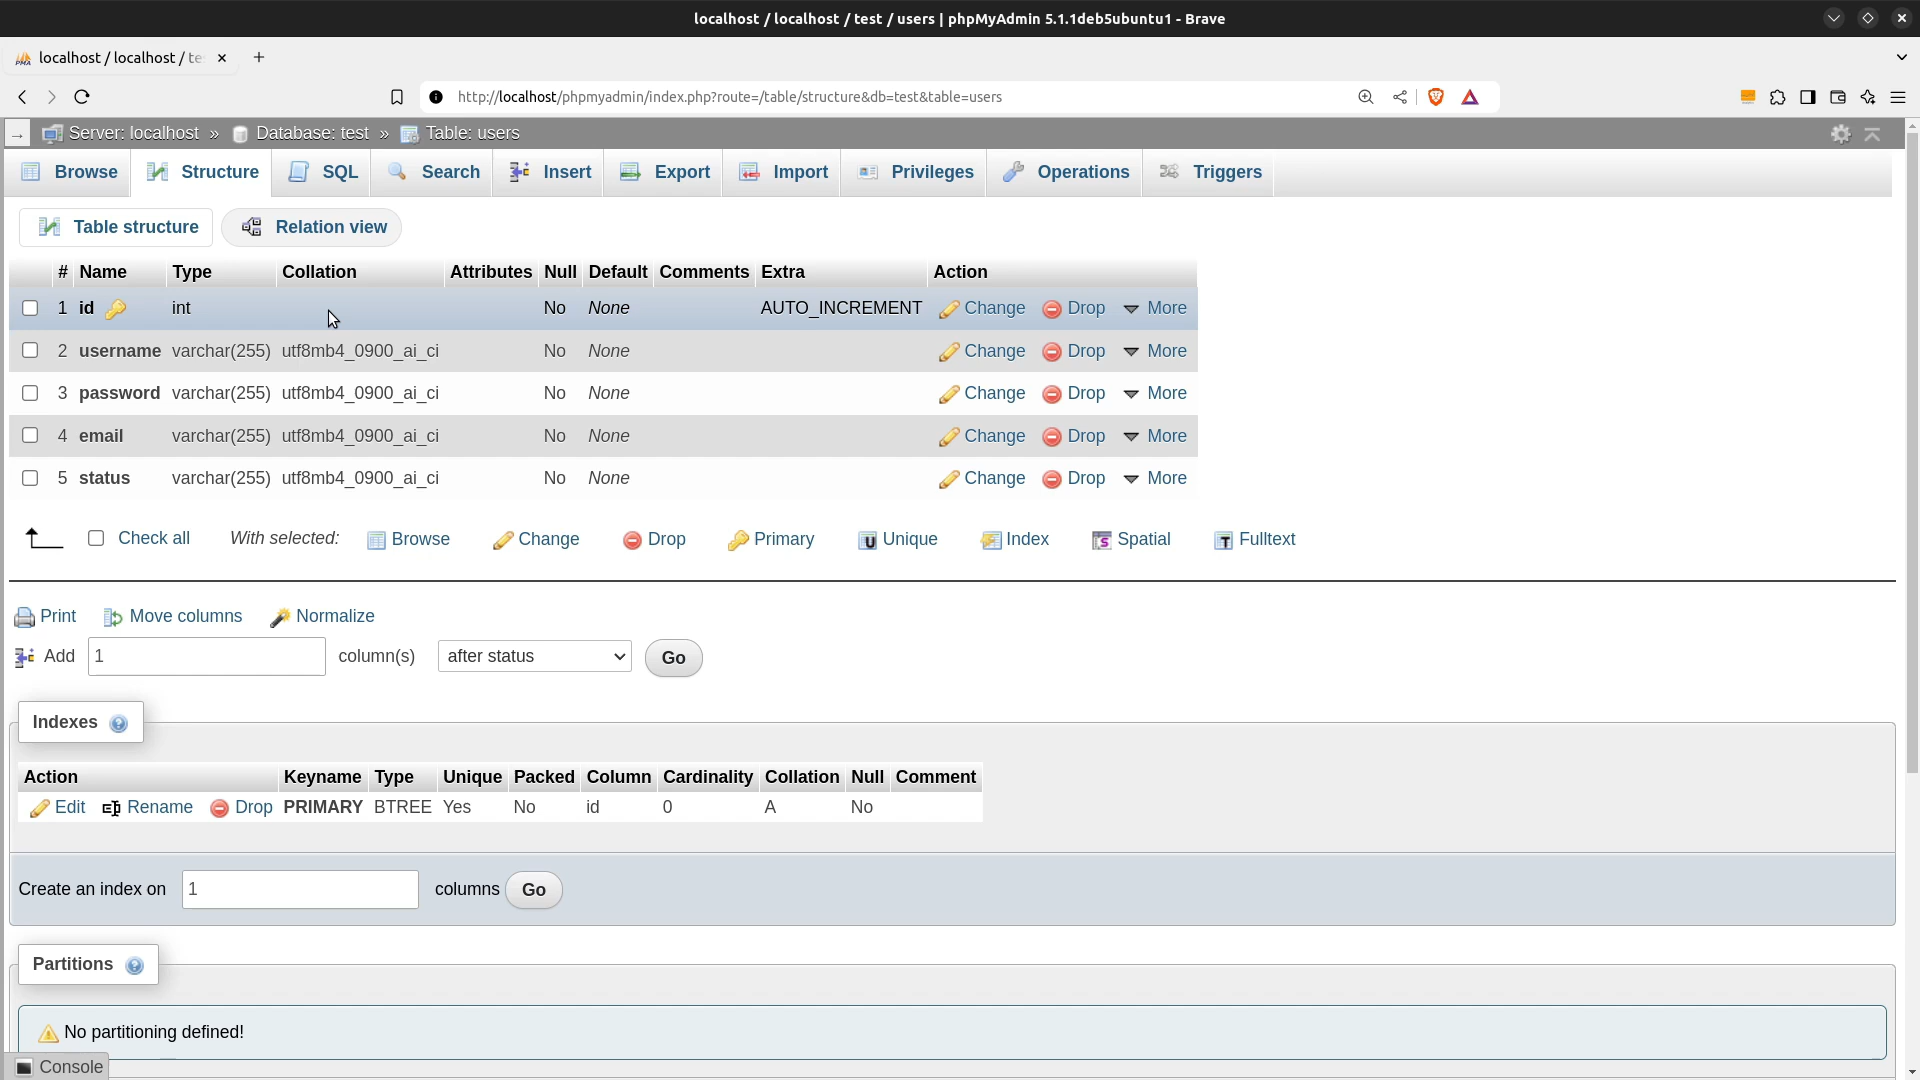 localhost / localhost / test / users | phpMyAdmin 5.1.1deb5ubuntu1 - Brave
localhost / localhost / te
http://localhost/phpmyadmin/index.php?route=/table/structure&db=test&table=users
Server: localhost » Database: test » Table: users
Browse Structure SQL Search Insert Export Import Privileges Operations Triggers
Table structure Relation view
# Name Type Collation Attributes Null Default Comments Extra Action
1 id int No None AUTO_INCREMENT Change Drop More
2 username varchar(255) utf8mb4_0900_ai_ci No None Change Drop More
3 password varchar(255) utf8mb4_0900_ai_ci No None Change Drop More
4 email varchar(255) utf8mb4_0900_ai_ci No None Change Drop More
5 status varchar(255) utf8mb4_0900_ai_ci No None Change Drop More
Check all With selected: Browse Change Drop Primary Unique Index Spatial Fulltext
Print Move columns Normalize
Add 1 column(s) after status Go
Indexes
Action Keyname Type Unique Packed Column Cardinality Collation Null Comment
Edit Rename Drop PRIMARY BTREE Yes No id 0 A No
Create an index on 1 columns Go
Partitions
No partitioning defined!
Console